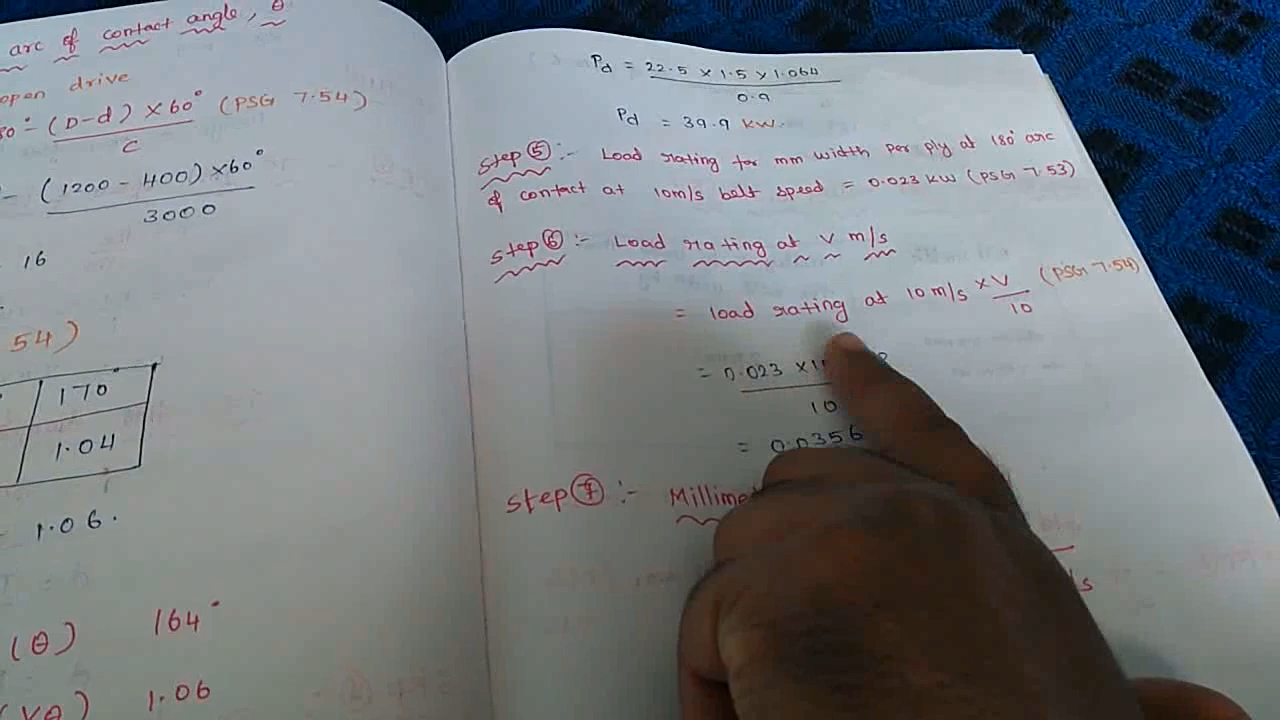 arc of contact angle, θ
open drive
(D-d) × 60° (PSG 7.54)
C
(1200 - 400) × 60°
3000
16
54)
170°
1.04
1.06.
(θ) 164°
1.06
Pd = 22.5 × 1.5 × 1.064
0.9
Pd = 39.9 kW.
Step ⑤ :- Load rating for mm width per ply at 180° arc
of contact at 10m/s belt speed = 0.023 KW (PSG 7.53)
Step ⑥ :- Load rating at V m/s
= load rating at 10 m/s × V (PSG 7.54)
10
= 0.023 ×
10
= 0.0356
Step ⑦ :-